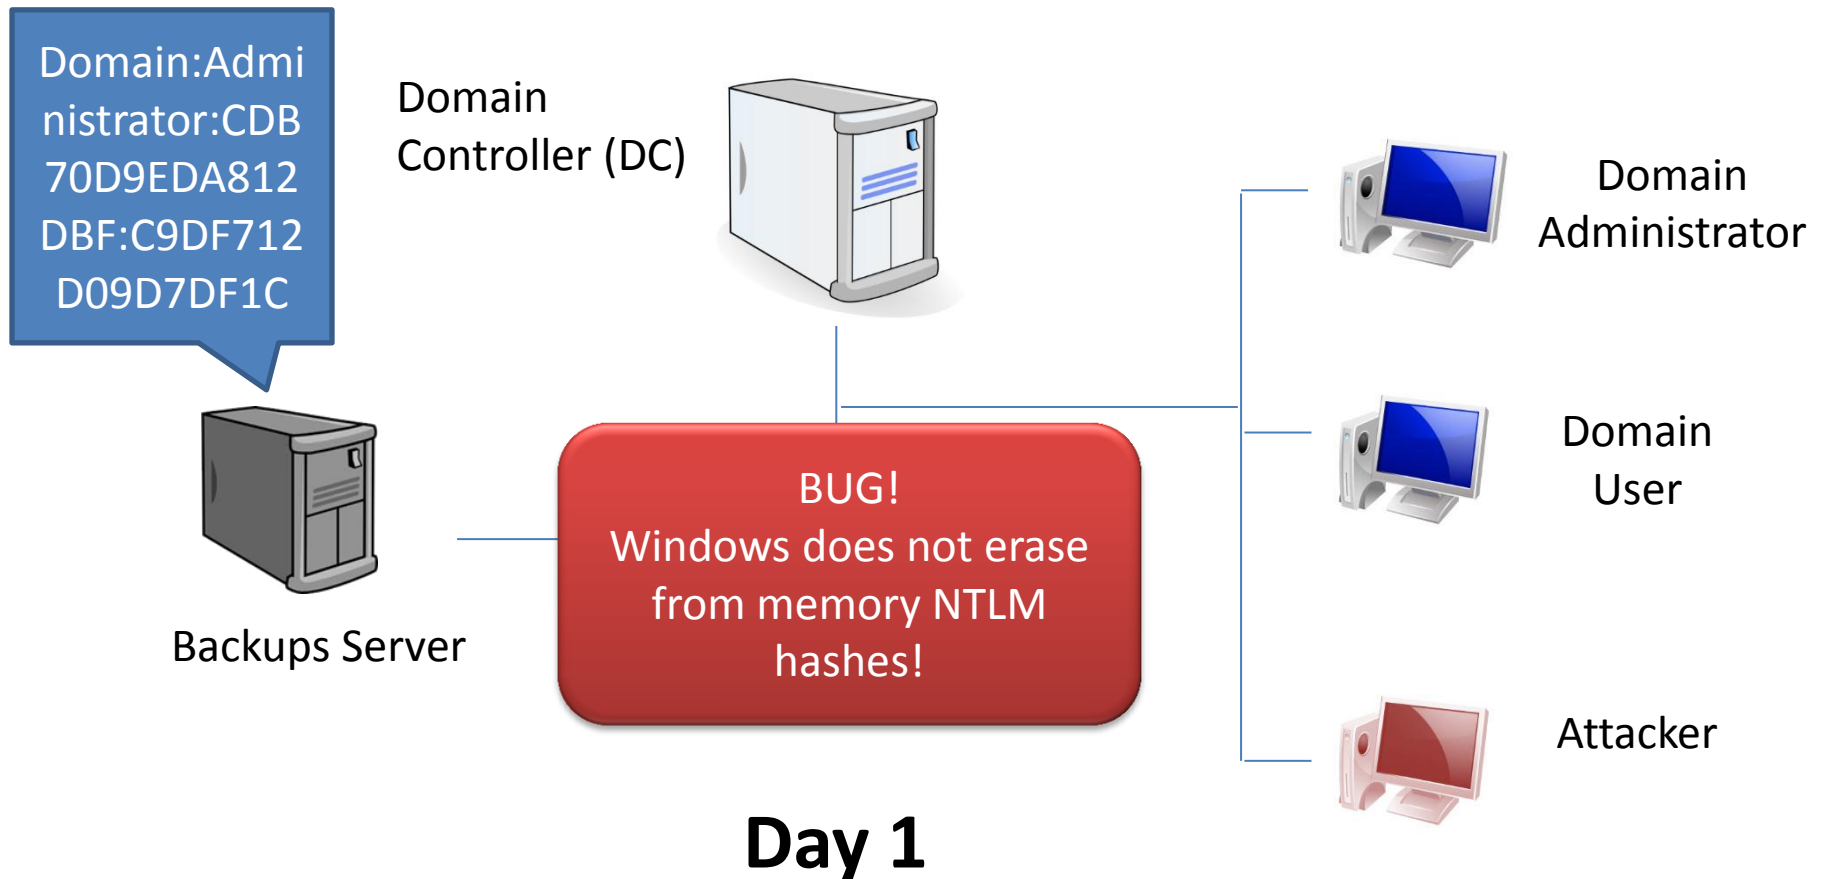 Domain:Admi
nistrator:CDB
70D9EDA812
DBF:C9DF712
D09D7DF1C
Domain
Controller (DC)
Domain
Administrator
Domain
User
BUG!
Windows does not erase
from memory NTLM
hashes!
Backups Server
Attacker
Day 1